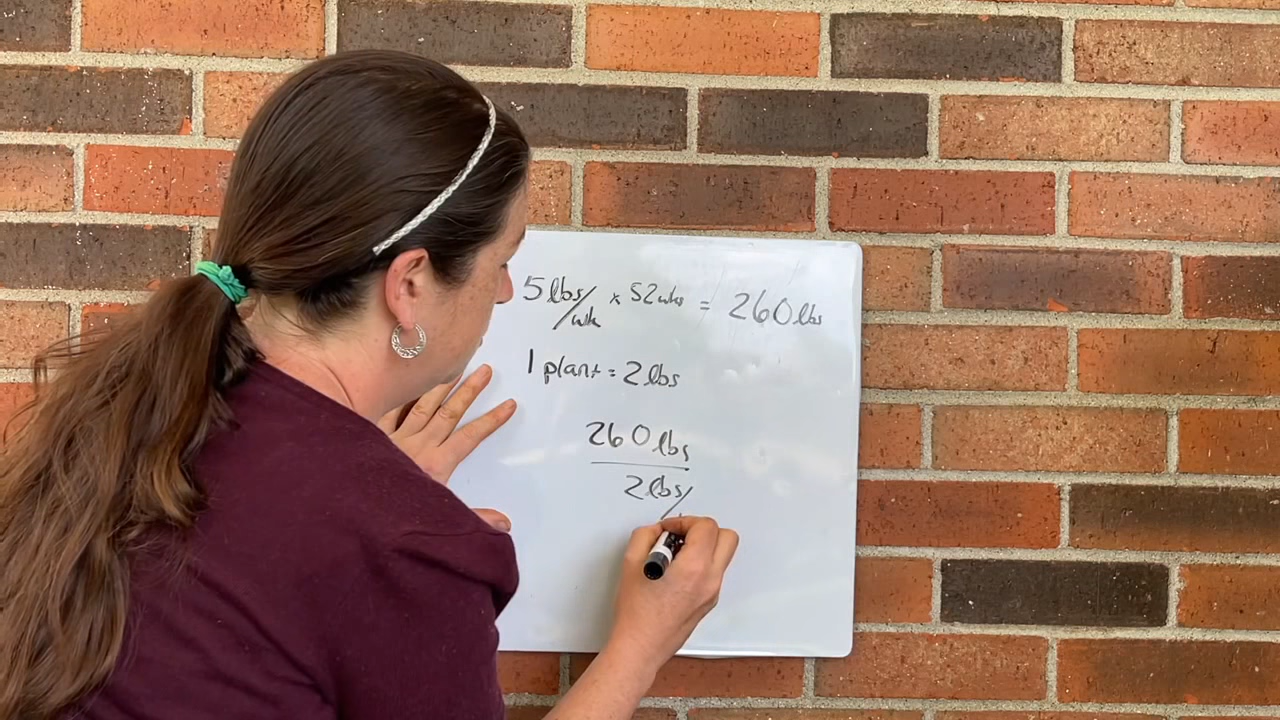 5 lbs/wk x 52 wks = 260 lbs
1 plant = 2 lbs
260 lbs
2 lbs/